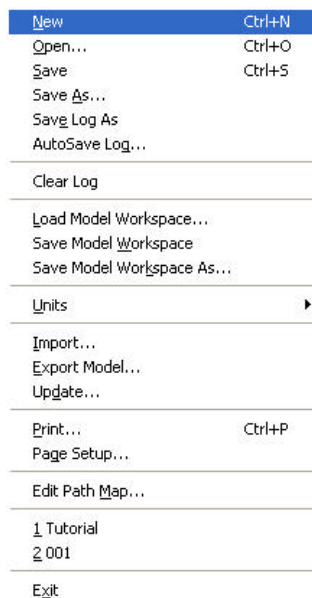 New Ctrl+N
Open... Ctrl+O
Save Ctrl+S
Save As...
Save Log As
AutoSave Log...
Clear Log
Load Model Workspace...
Save Model Workspace
Save Model Workspace As...
Units
Import...
Export Model...
Update...
Print... Ctrl+P
Page Setup...
Edit Path Map...
1 Tutorial
2 001
Exit